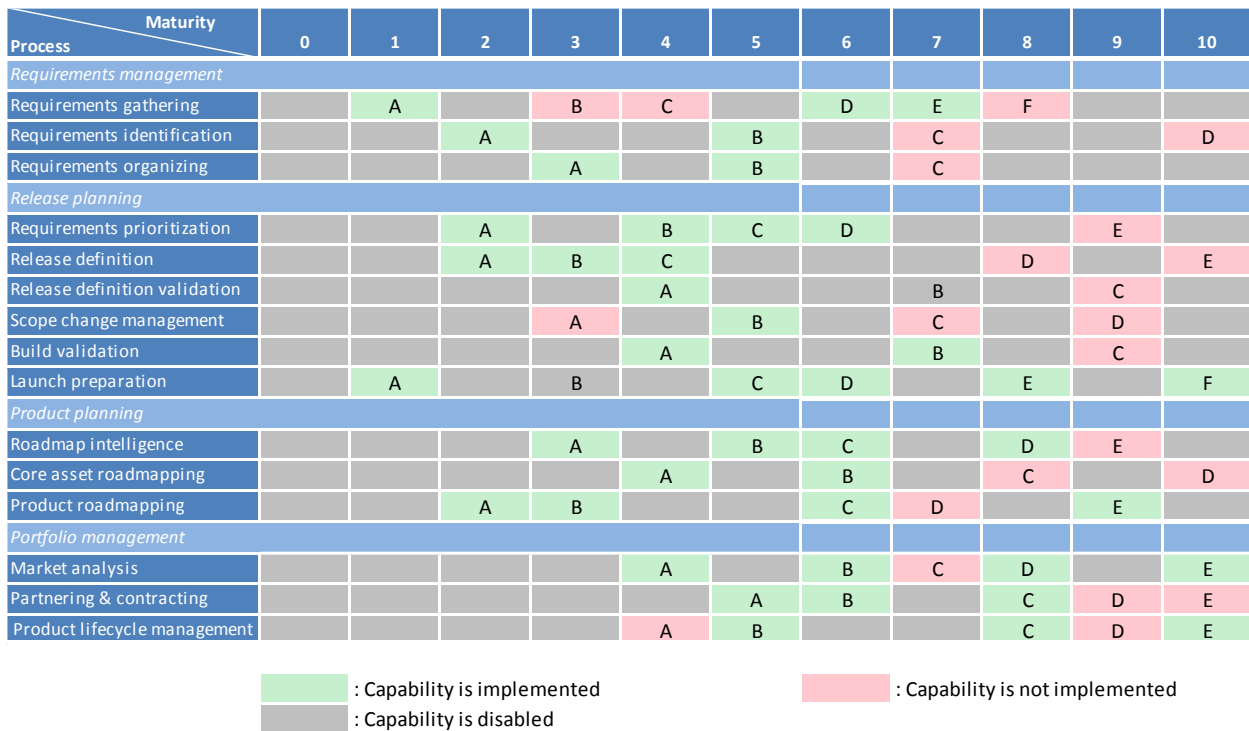 Maturity
Process 0 1 2 3 4 5 6 7 8 9 10
Requirements management
Requirements gathering A B C D E F
Requirements identification A B C D
Requirements organizing A B C
Release planning
Requirements prioritization A B C D E
Release definition A B C D E
Release definition validation A B C
Scope change management A B C D
Build validation A B C
Launch preparation A B C D E F
Product planning
Roadmap intelligence A B C D E
Core asset roadmapping A B C D
Product roadmapping A B C D E
Portfolio management
Market analysis A B C D E
Partnering & contracting A B C D E
Product lifecycle management A B C D E
: Capability is implemented : Capability is not implemented
: Capability is disabled